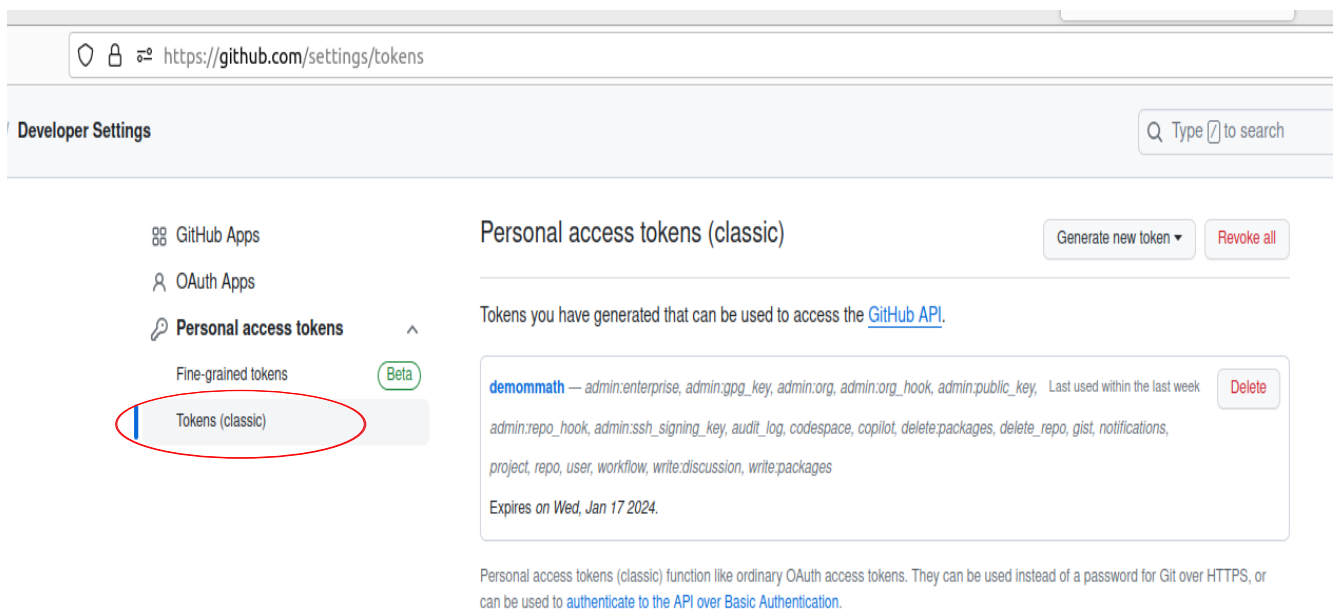 https://github.com/settings/tokens
/ Developer Settings
Type / to search
GitHub Apps
OAuth Apps
Personal access tokens
Fine-grained tokens
Beta
Tokens (classic)
Personal access tokens (classic)
Generate new token
Revoke all
Tokens you have generated that can be used to access the GitHub API.
demommath — admin:enterprise, admin:gpg_key, admin:org, admin:org_hook, admin:public_key,
Last used within the last week
Delete
admin:repo_hook, admin:ssh_signing_key, audit_log, codespace, copilot, delete:packages, delete_repo, gist, notifications,
project, repo, user, workflow, write:discussion, write:packages
Expires on Wed, Jan 17 2024.
Personal access tokens (classic) function like ordinary OAuth access tokens. They can be used instead of a password for Git over HTTPS, or
can be used to authenticate to the API over Basic Authentication.